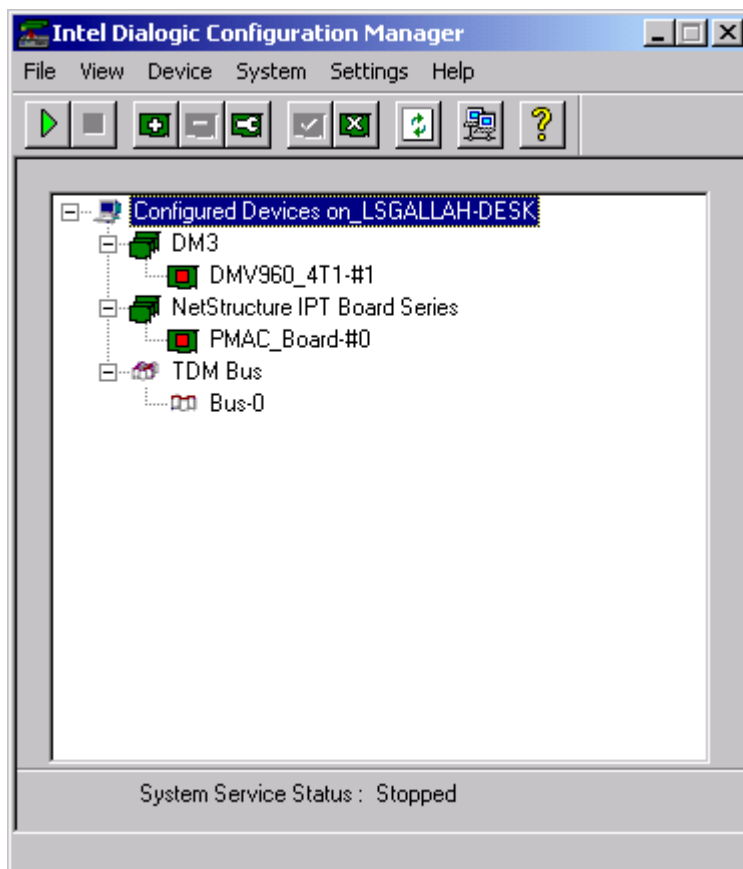 Intel Dialogic Configuration Manager
File View Device System Settings Help
Configured Devices on_LSGALLAH-DESK
DM3
DMV960_4T1-#1
NetStructure IPT Board Series
PMAC_Board-#0
TDM Bus
Bus-0
System Service Status : Stopped